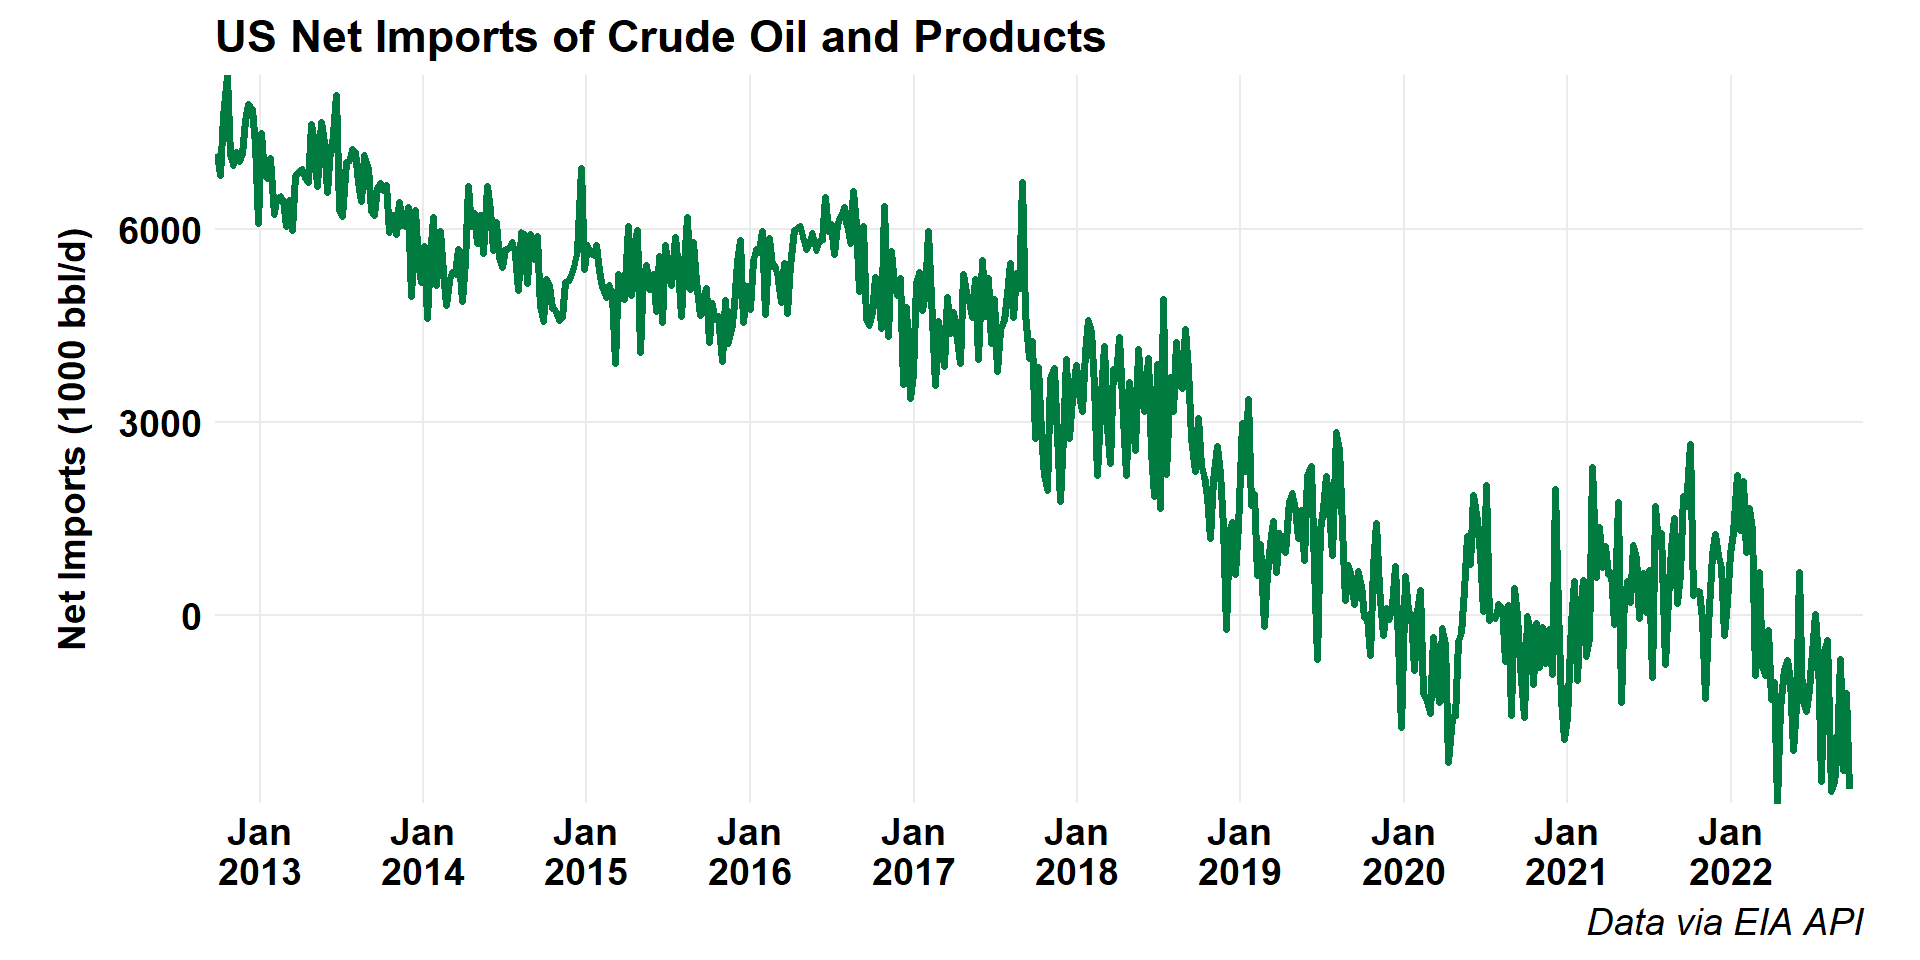 US Net Imports of Crude Oil and Products
Net Imports (1000 bbl/d)
6000
3000
0
Jan Jan Jan Jan Jan Jan Jan Jan Jan Jan
2013 2014 2015 2016 2017 2018 2019 2020 2021 2022
Data via EIA API